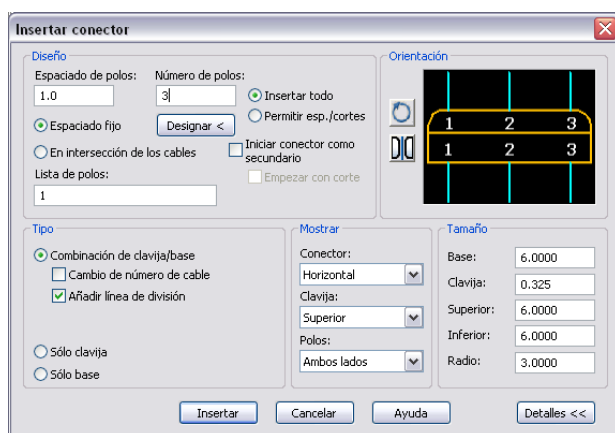 Insertar conector
Diseño
Espaciado de polos:
Número de polos:
1.0
3
Insertar todo
Permitir esp./cortes
Espaciado fijo
Designar <
En intersección de los cables
Iniciar conector como
secundario
Lista de polos:
Empezar con corte
1
Orientación
1 2 3
1 2 3
Tipo
Combinación de clavija/base
Cambio de número de cable
Añadir línea de división
Sólo clavija
Sólo base
Mostrar
Conector:
Horizontal
Clavija:
Superior
Polos:
Ambos lados
Tamaño
Base: 6.0000
Clavija: 0.325
Superior: 6.0000
Inferior: 6.0000
Radio: 3.0000
Insertar
Cancelar
Ayuda
Detalles <<